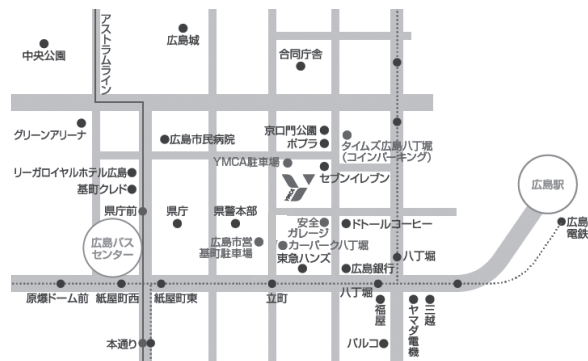 アストラムライン
広島城
中央公園
合同庁舎
グリーンアリーナ
広島市民病院
京口門公園
ポプラ
タイムズ広島八丁堀
(コインパーキング)
YMCA駐車場
リーガロイヤルホテル広島
セブンイレブン
基町クレド
YMCA
広島駅
県庁前
県庁
県警本部
安全
ガレージ
ドトールコーヒー
広島
電鉄
広島バス
センター
広島市営
基町駐車場
カーパーク八丁堀
東急ハンズ
広島銀行
八丁堀
原爆ドーム前
紙屋町西
紙屋町東
立町
八丁堀
福屋
ヤマダ電機
三越
本通り
パルコ